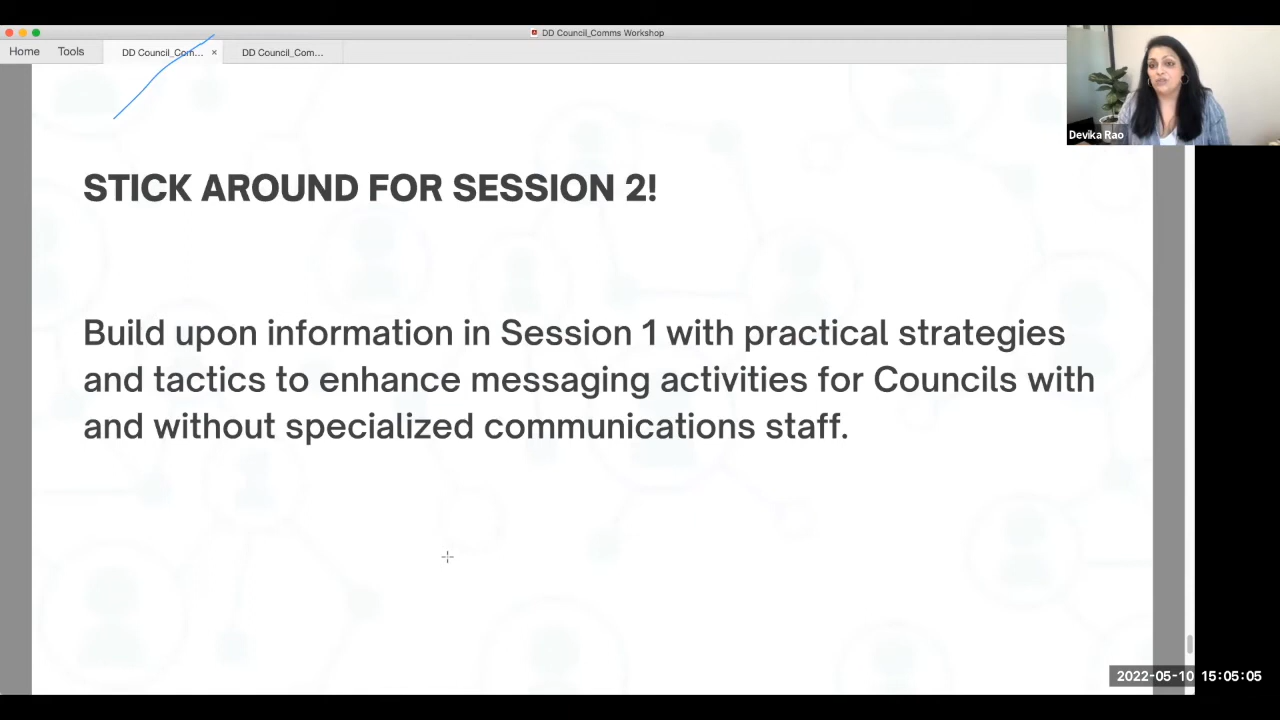 DD Council_Comms Workshop
Home Tools DD Council_Com... × DD Council_Com...
Devika Rao
STICK AROUND FOR SESSION 2!
Build upon information in Session 1 with practical strategies
and tactics to enhance messaging activities for Councils with
and without specialized communications staff.
2022-05-10 15:05:05